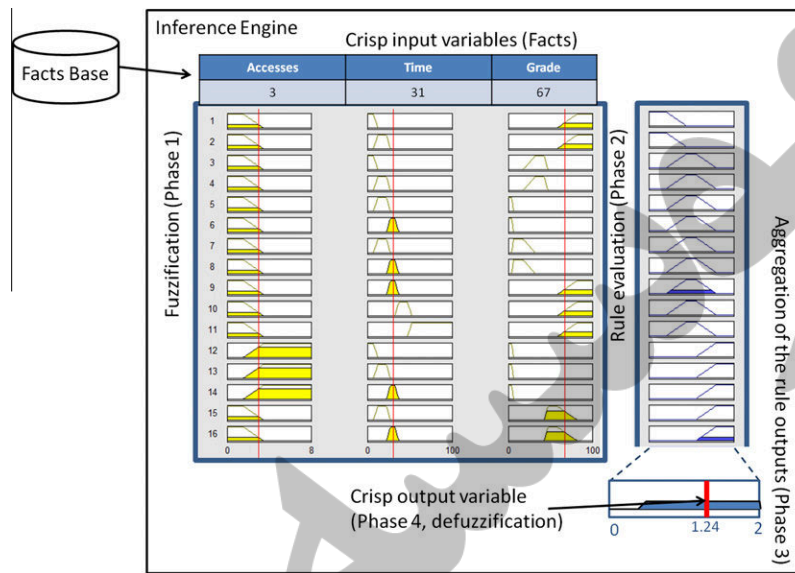 Inference Engine
Crisp input variables (Facts)
Facts Base
Accesses Time Grade
3 31 67
Fuzzification (Phase 1)
1
2
3
4
5
6
7
8
9
10
11
12
13
14
15
16
0 8 0 100 0 100
Rule evaluation (Phase 2)
Aggregation of the rule outputs (Phase 3)
Crisp output variable
(Phase 4, defuzzification)
0 1.24 2